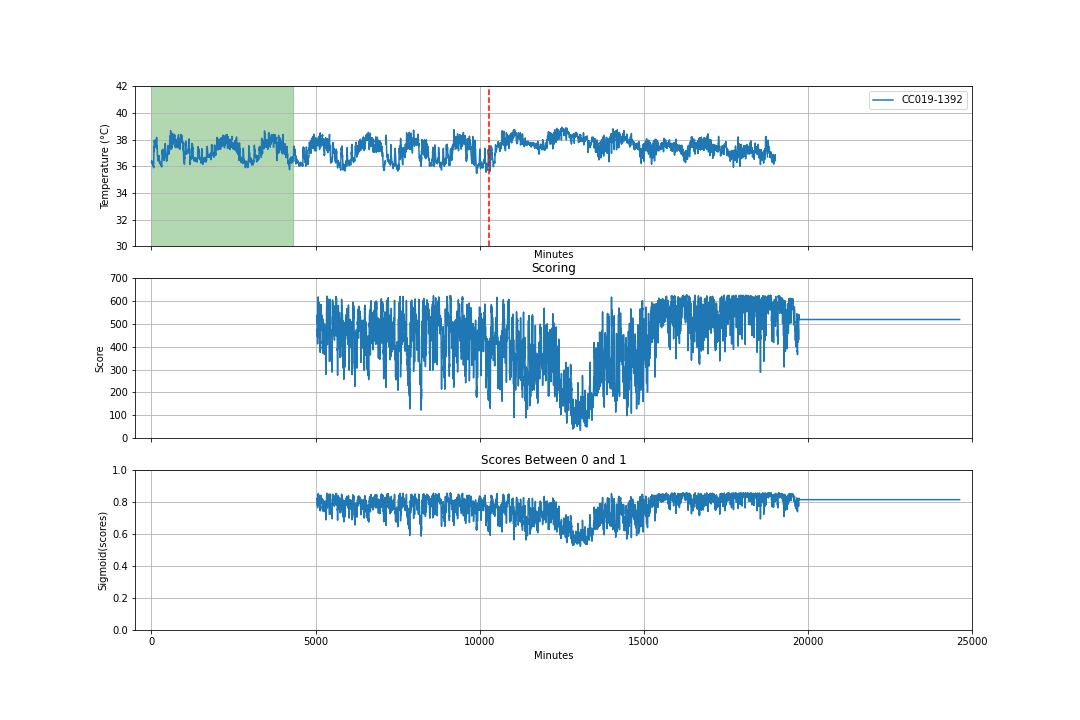 42
40
38
36
34
32
30
Temperature (°C)
CC019-1392
Minutes
Scoring
700
600
500
400
300
200
100
0
Score
Scores Between 0 and 1
1.0
0.8
0.6
0.4
0.2
0.0
Sigmoid(scores)
0 5000 10000 15000 20000 25000
Minutes